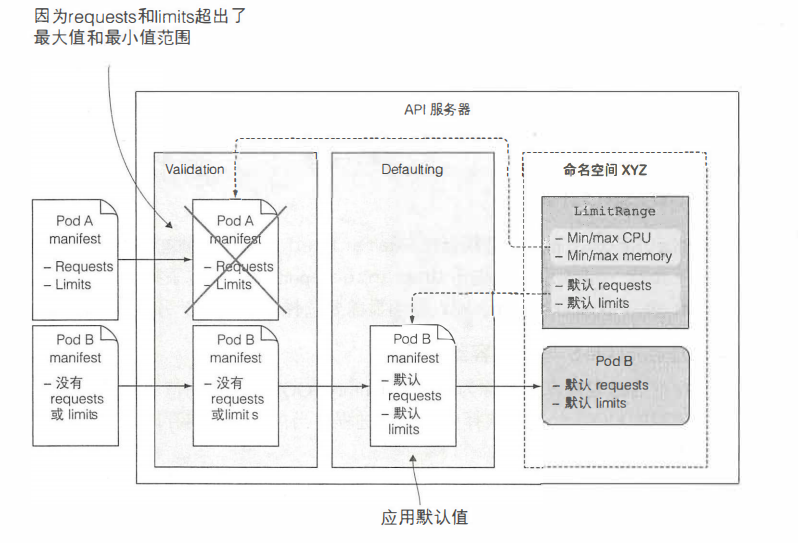 因为requests和limits超出了
最大值和最小值范围
API 服务器
Validation
Defaulting
命名空间 XYZ
Pod A
manifest
– Requests
– Limits
Pod A
manifest
– Requests
– Limits
LimitRange
– Min/max CPU
– Min/max memory
– 默认 requests
– 默认 limits
Pod B
manifest
– 没有
requests
或 limits
Pod B
manifest
– 没有
requests
或limits
Pod B
manifest
– 默认
requests
– 默认
limits
Pod B
– 默认 requests
– 默认 limits
应用默认值